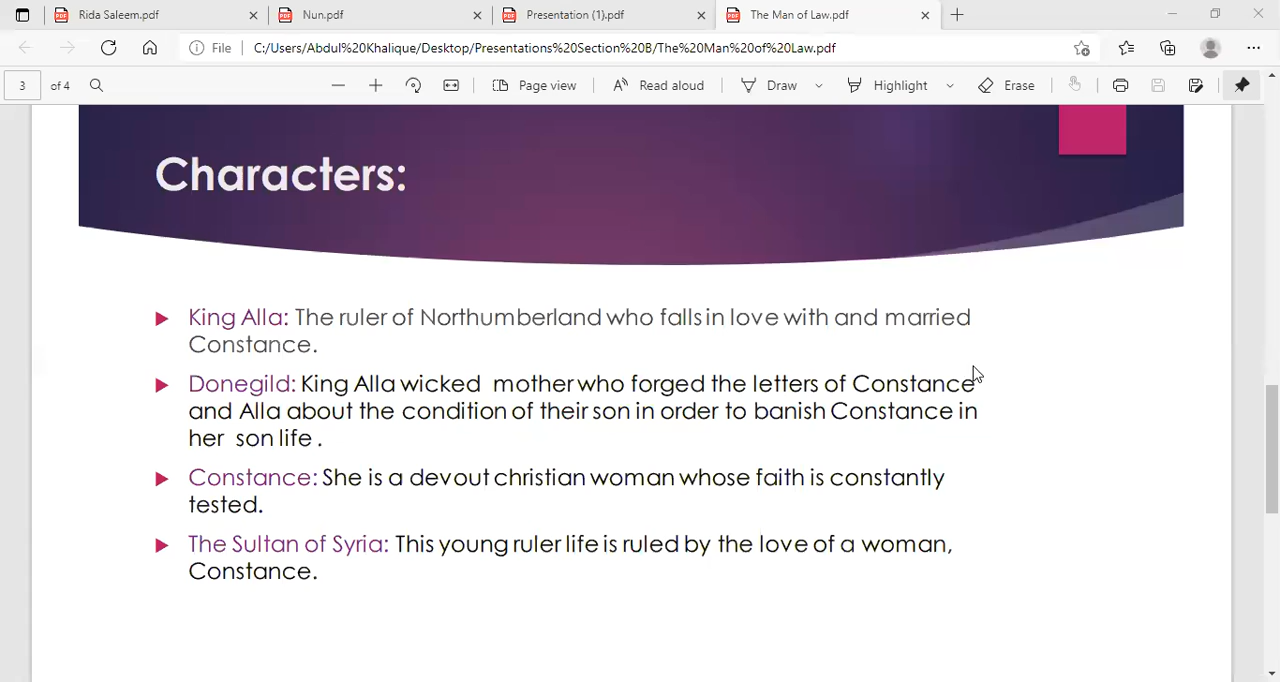 Rida Saleem.pdf
Nun.pdf
Presentation (1).pdf
The Man of Law.pdf
File
C:/Users/Abdul%20Khalique/Desktop/Presentations%20Section%20B/The%20Man%20of%20Law.pdf
3 of 4
Page view
Read aloud
Draw
Highlight
Erase
Characters:
King Alla: The ruler of Northumberland who falls in love with and married
Constance.
Donegild: King Alla wicked mother who forged the letters of Constance
and Alla about the condition of their son in order to banish Constance in
her son life .
Constance: She is a devout christian woman whose faith is constantly
tested.
The Sultan of Syria: This young ruler life is ruled by the love of a woman,
Constance.